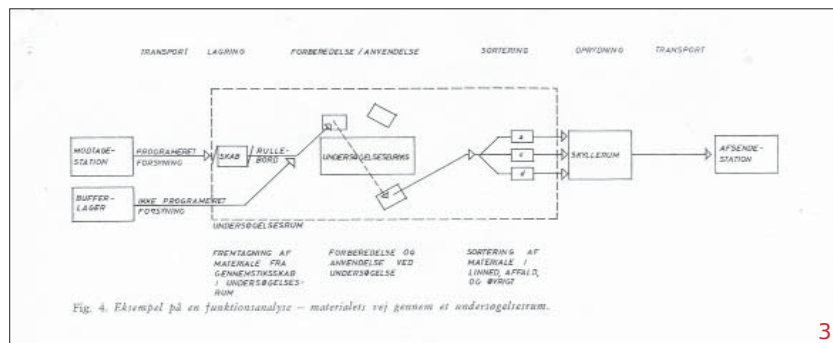 TRANSPORT LAGRING FORBEREDELSE / ANVENDELSE SORTERING OPRYDNING TRANSPORT
MODTAGE-
STATION
PROGRAMERET
FORSYNING
SKAB
RULLE-
BORD
UNDERSØGELSESBRIKS
a
c
d
SKYLLERUM
AFSENDE-
STATION
BUFFER-
LAGER
IKKE PROGRAMERET
FORSYNING
UNDERSØGELSESRUM
FREMTAGNING AF
MATERIALE FRA
GENNEMSTIKSSKAB
I UNDERSØGELSES-
RUM
FORBEREDELSE OG
ANVENDELSE VED
UNDERSØGELSE
SORTERING AF
MATERIALE I
LINNED, AFFALD,
OG ØVRIGT
Fig. 4. Eksempel på en funktionsanalyse – materialets vej gennem et undersøgelsesrum.
3